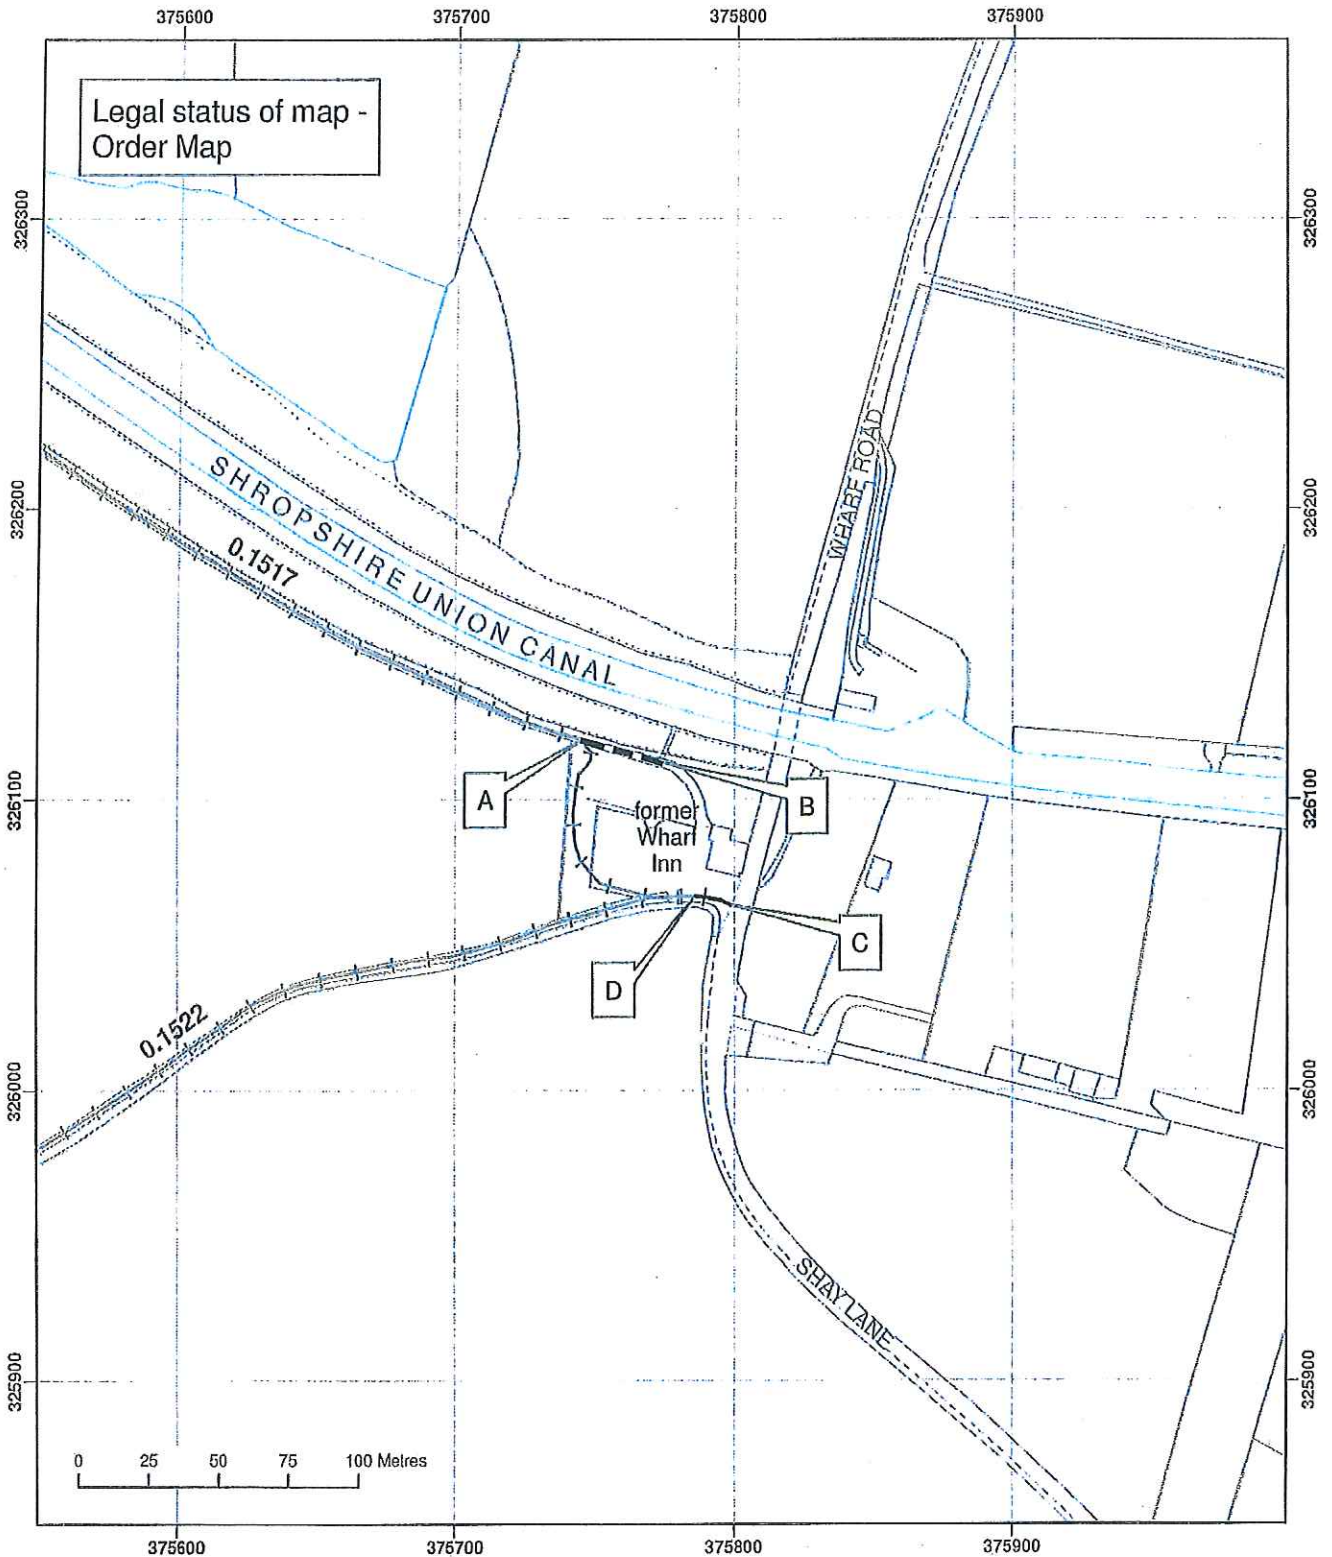 375600
375700
375800
375900
Legal status of map -
Order Map
326300
326300
WHARF ROAD
326200
326200
SHROPSHIRE UNION CANAL
0.1517
A
B
326100
326100
former
Wharf
Inn
C
D
0.1522
326000
326000
SHAY LANE
325900
325900
0 25 50 75 100 Metres
375600
375700
375800
375900